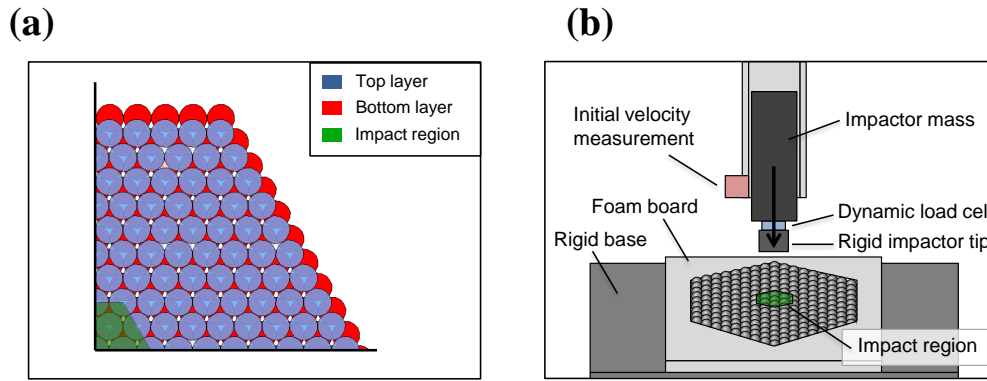 (a)
(b)
Top layer
Bottom layer
Impact region
Initial velocity
measurement
Impactor mass
Foam board
Rigid base
Dynamic load cel
Rigid impactor tip
Impact region